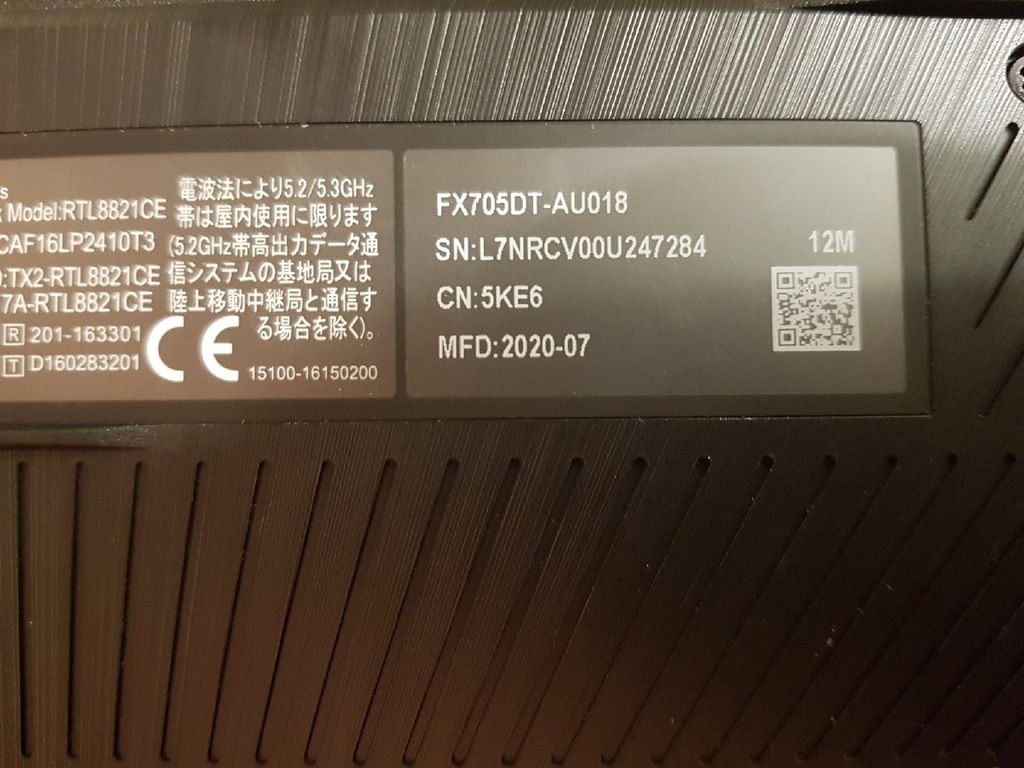 s
Model:RTL8821CE
CAF16LP2410T3
:TX2-RTL8821CE
7A-RTL8821CE
R 201-163301
T D160283201
電波法により5.2/5.3GHz
帯は屋内使用に限ります
(5.2GHz帯高出力データ通
信システムの基地局又は
陸上移動中継局と通信す
る場合を除く)。
CE
15100-16150200
FX705DT-AU018
SN:L7NRCV00U247284
12M
CN:5KE6
MFD:2020-07